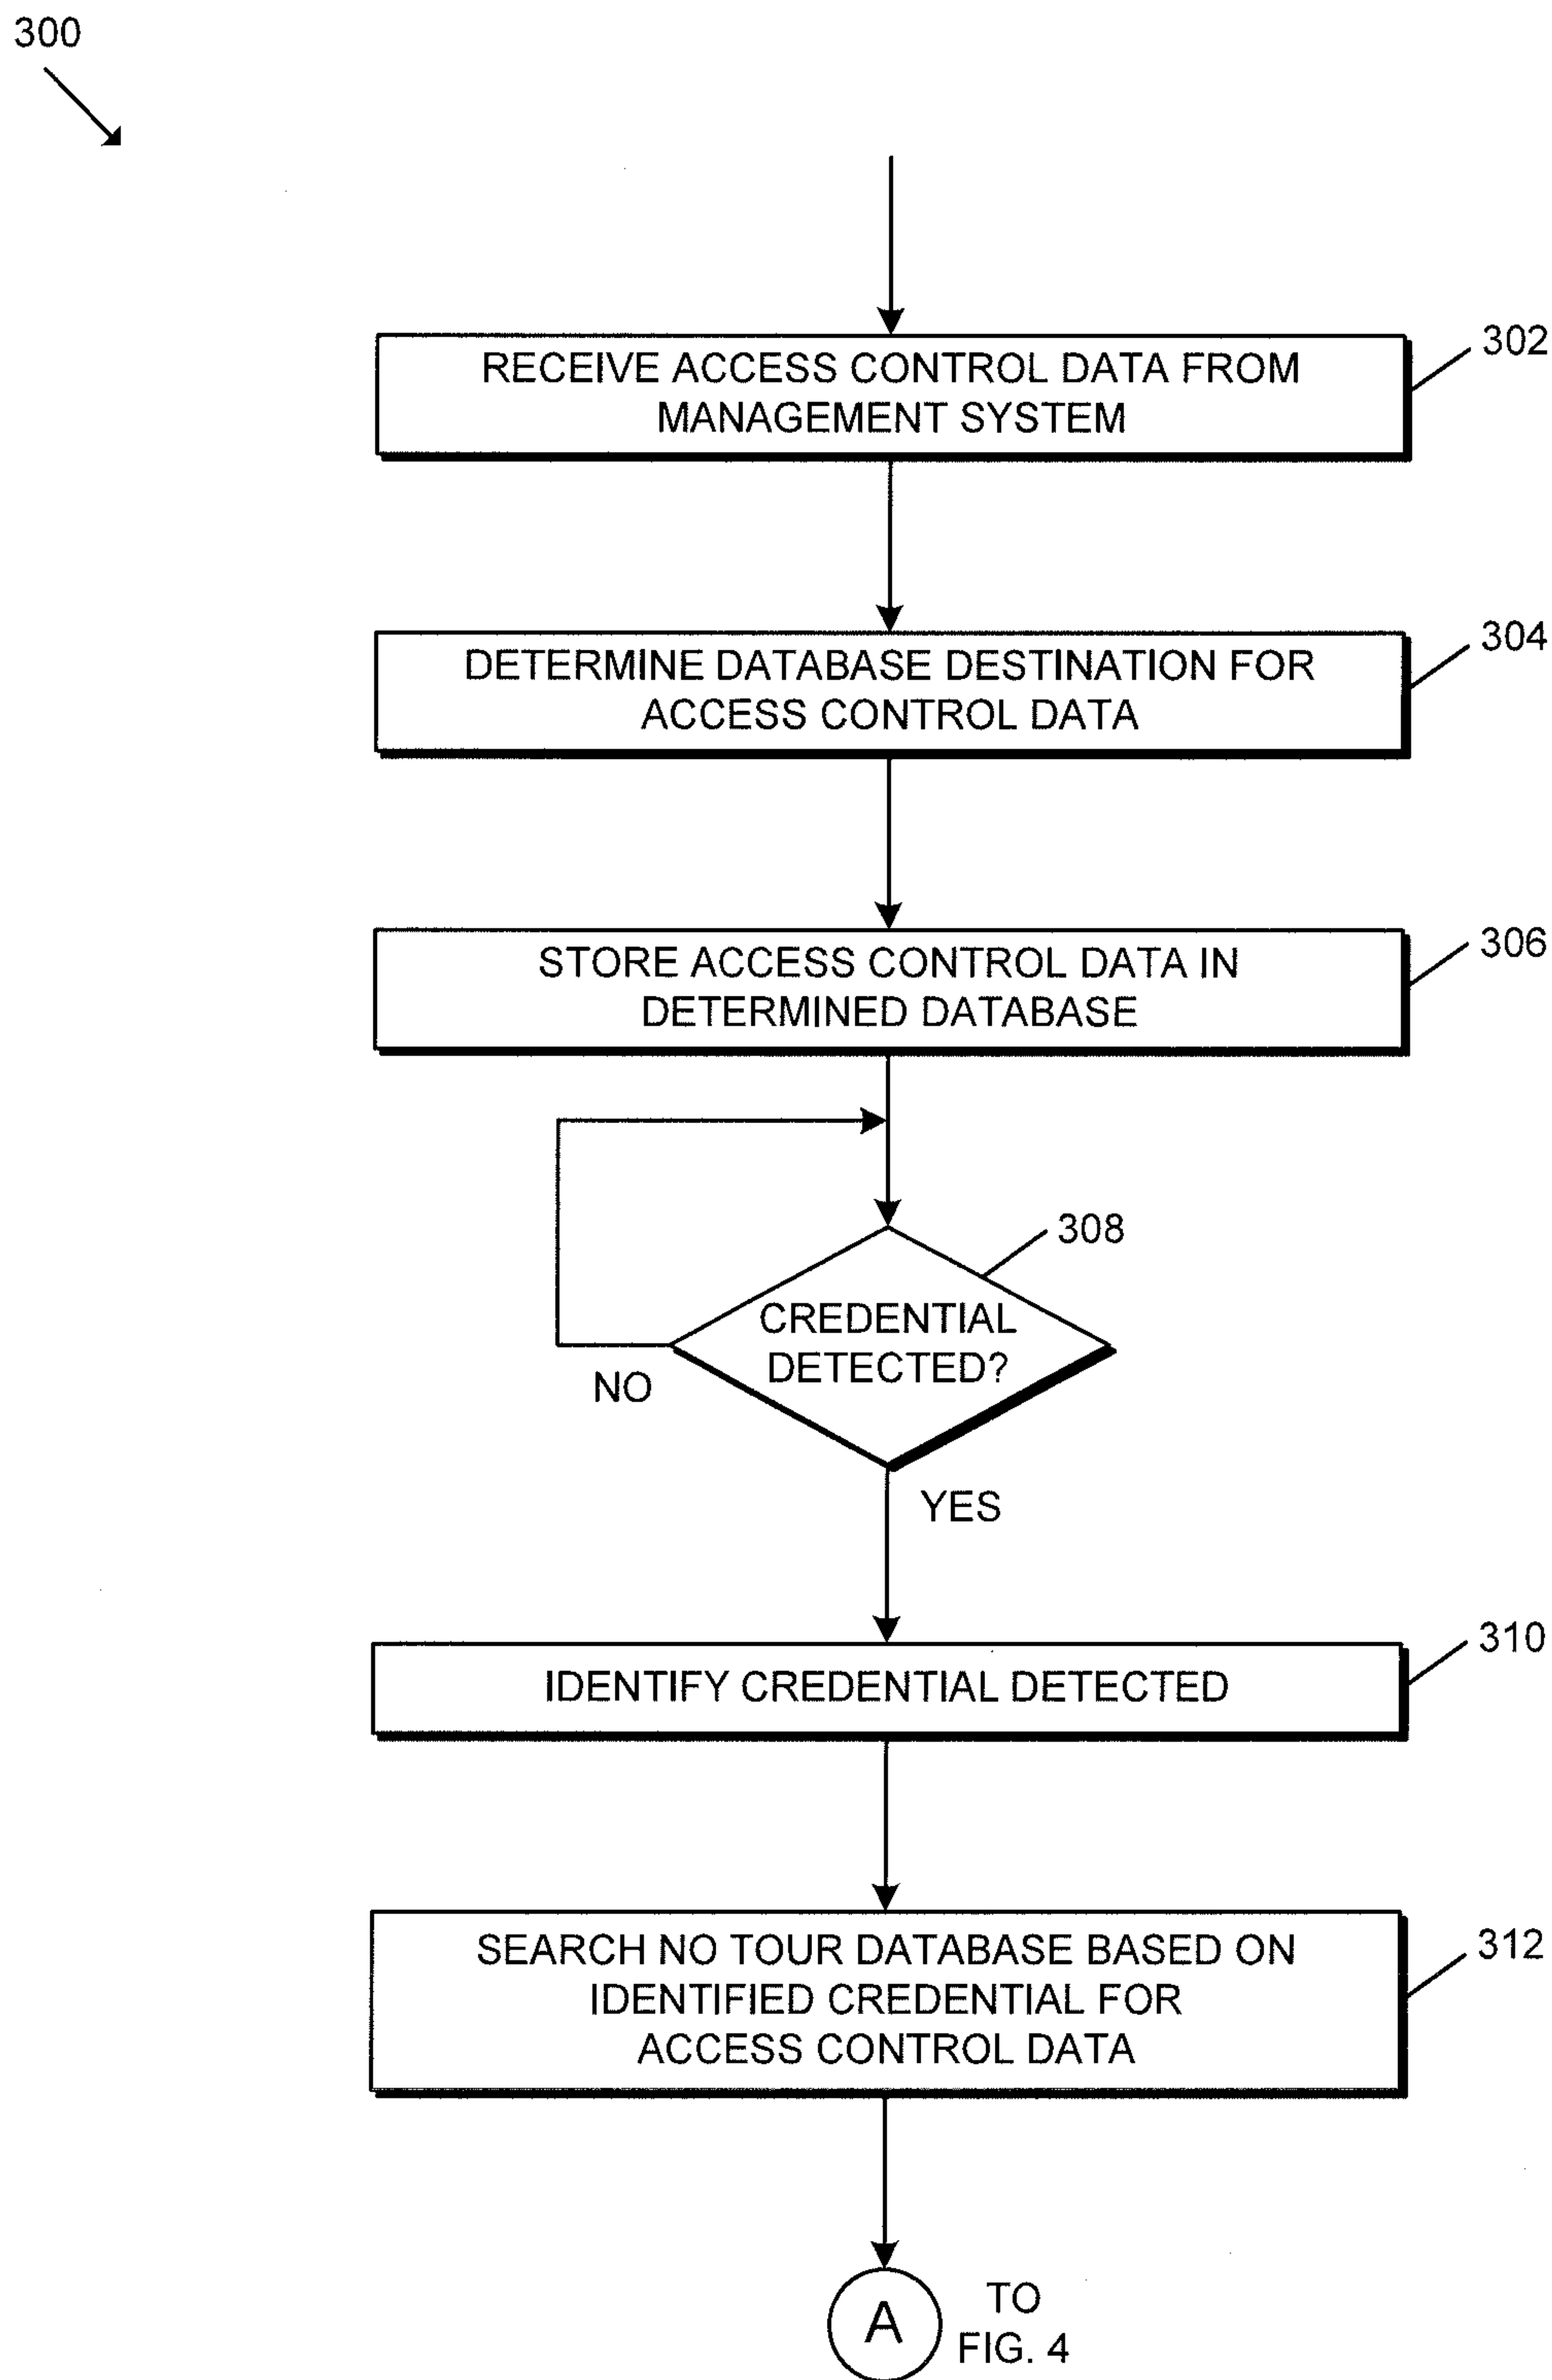 300
RECEIVE ACCESS CONTROL DATA FROM
MANAGEMENT SYSTEM
302
DETERMINE DATABASE DESTINATION FOR
ACCESS CONTROL DATA
304
STORE ACCESS CONTROL DATA IN
DETERMINED DATABASE
306
308
CREDENTIAL
DETECTED?
NO
YES
IDENTIFY CREDENTIAL DETECTED
310
SEARCH NO TOUR DATABASE BASED ON
IDENTIFIED CREDENTIAL FOR
ACCESS CONTROL DATA
312
A
TO
FIG. 4